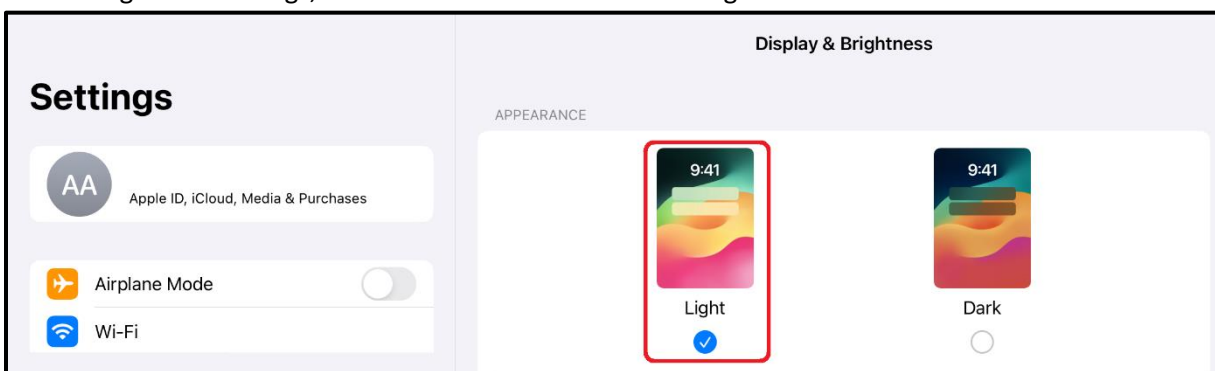 Display & Brightness
Settings
APPEARANCE
AA
Apple ID, iCloud, Media & Purchases
9:41
9:41
Airplane Mode
Light
Dark
Wi-Fi